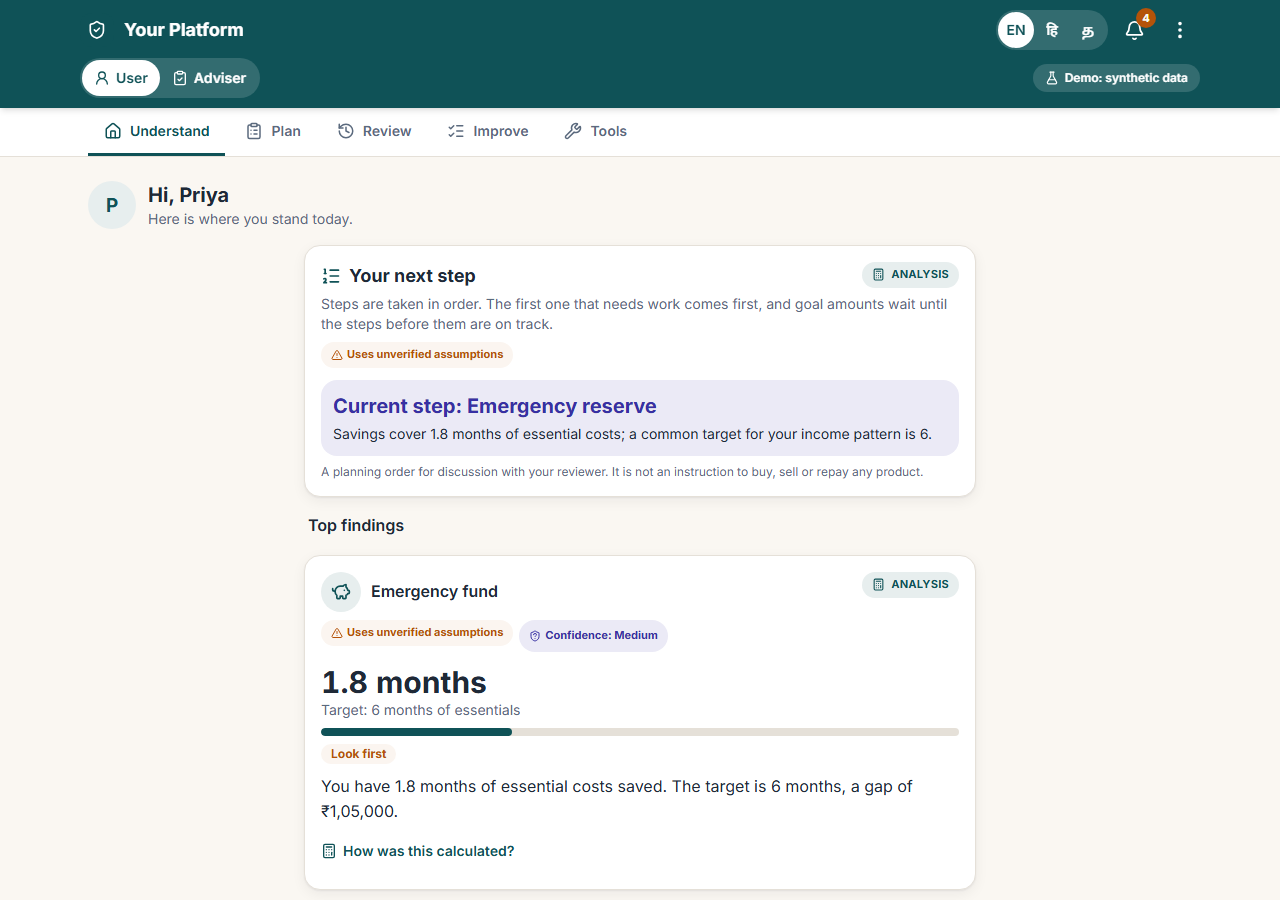 Your Platform
EN हि த
4
User Adviser
Demo: synthetic data
Understand Plan Review Improve Tools
P
Hi, Priya
Here is where you stand today.
Your next step
ANALYSIS
Steps are taken in order. The first one that needs work comes first, and goal amounts wait until
the steps before them are on track.
Uses unverified assumptions
Current step: Emergency reserve
Savings cover 1.8 months of essential costs; a common target for your income pattern is 6.
A planning order for discussion with your reviewer. It is not an instruction to buy, sell or repay any product.
Top findings
Emergency fund
ANALYSIS
Uses unverified assumptions
Confidence: Medium
1.8 months
Target: 6 months of essentials
Look first
You have 1.8 months of essential costs saved. The target is 6 months, a gap of
₹1,05,000.
How was this calculated?